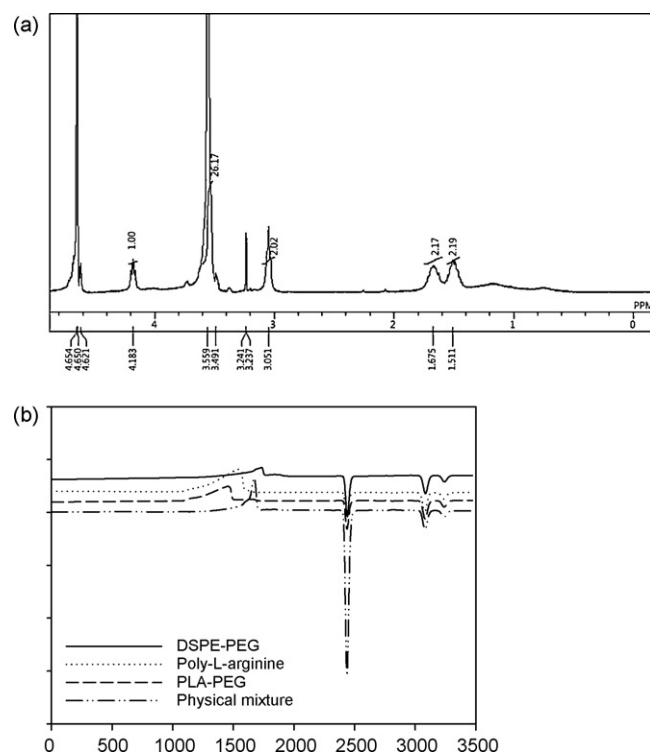 (a)
1.00
26.17
2.02
2.17
2.19
PPM
4 3 2 1 0
4.654
4.650
4.621
4.183
3.559
3.491
3.241
3.237
3.051
1.675
1.511
(b)
DSPE-PEG
Poly-L-arginine
PLA-PEG
Physical mixture
0 500 1000 1500 2000 2500 3000 3500